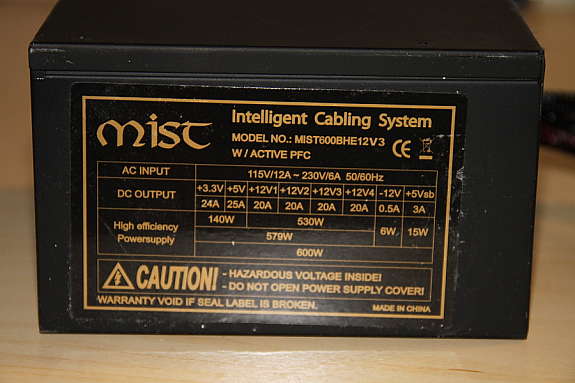 mist
Intelligent Cabling System
MODEL NO.: MIST600BHE12V3
W / ACTIVE PFC
CE
AC INPUT 115V/12A ~ 230V/6A 50/60Hz
DC OUTPUT +3.3V +5V +12V1 +12V2 +12V3 +12V4 -12V +5Vsb
24A 25A 20A 20A 20A 20A 0.5A 3A
High efficiency Powersupply 140W 530W 6W 15W
579W
600W
CAUTION! - HAZARDOUS VOLTAGE INSIDE!
- DO NOT OPEN POWER SUPPLY COVER!
WARRANTY VOID IF SEAL LABEL IS BROKEN.
MADE IN CHINA